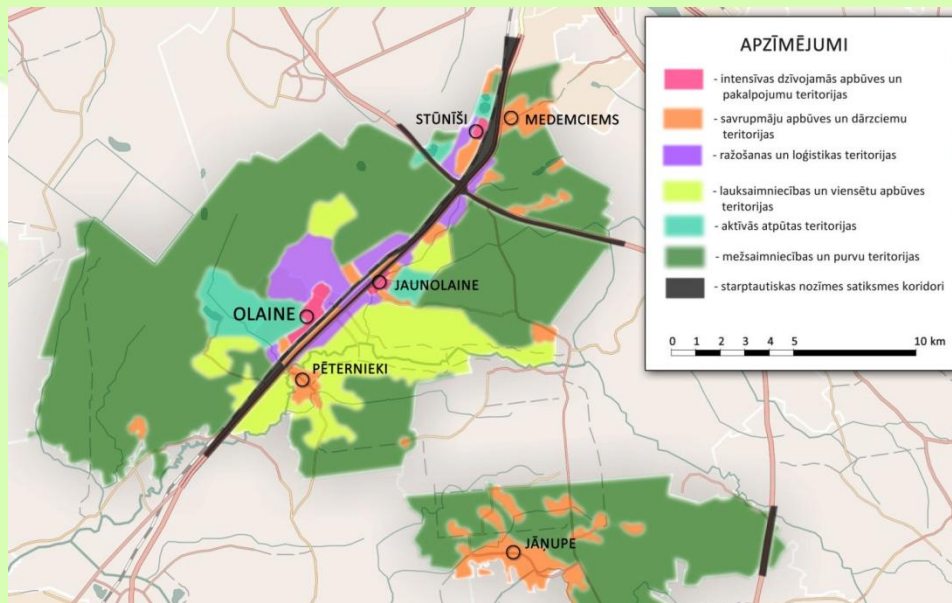 APZĪMĒJUMI
- intensīvas dzīvojamās apbūves un
pakalpojumu teritorijas
- savrupmāju apbūves un dārzciemu
teritorijas
- ražošanas un loģistikas teritorijas
- lauksaimniecības un viensētu apbūves
teritorijas
- aktīvās atpūtas teritorijas
- mežsaimniecības un purvu teritorijas
- starptautiskas nozīmes satiksmes koridori
0 1 2 3 4 5 10 km
STŪNĪŠI
MEDEMCIEMS
JAUNOLAINE
OLAINE
PĒTERNIEKI
JĀŅUPE